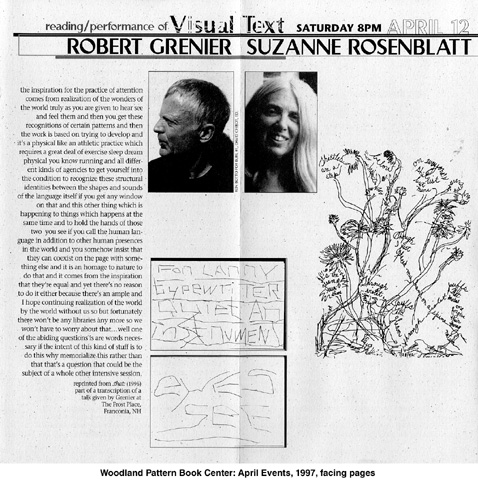 reading/performance of Visual Text SATURDAY 8PM APRIL 12
ROBERT GRENIER SUZANNE ROSENBLATT
the inspiration for the practice of attention
comes from realization of the wonders of
the world truly as you are given to hear see
and feel them and then you get these
recognitions of certain patterns and then
the work is based on trying to develop and
it's a physical like an athletic practice which
requires a great deal of exercise sleep dream
physical you know running and all differ-
ent kinds of agencies to get yourself into
the condition to recognize these structural
identities between the shapes and sounds
of the language itself if you get any window
on that and this other thing which is
happening to things which happens at the
same time and to hold the hands of those
two you see if you call the human lan-
guage in addition to other human presences
in the world and you somehow insist that
they can coexist on the page with some-
thing else and it is an homage to nature to
do that and it comes from the inspiration
that they're equal and yet there's no reason
to do it either because there's an ample and
I hope continuing realization of the world
by the world without us so but fortunately
there won't be any libraries any more so we
won't have to worry about that... well one
of the abiding questions is are words neces-
sary if the intent of this kind of stuff is to
do this why memorialize this rather than
that that's a question that could be the
subject of a whole other intensive session.
reprinted from
part of a transcription of a
talk given by Grenier at
The Frost Place,
Franconia, NH
FOR LARRY
TYPEWRITER
Woodland Pattern Book Center: April Events, 1997, facing pages